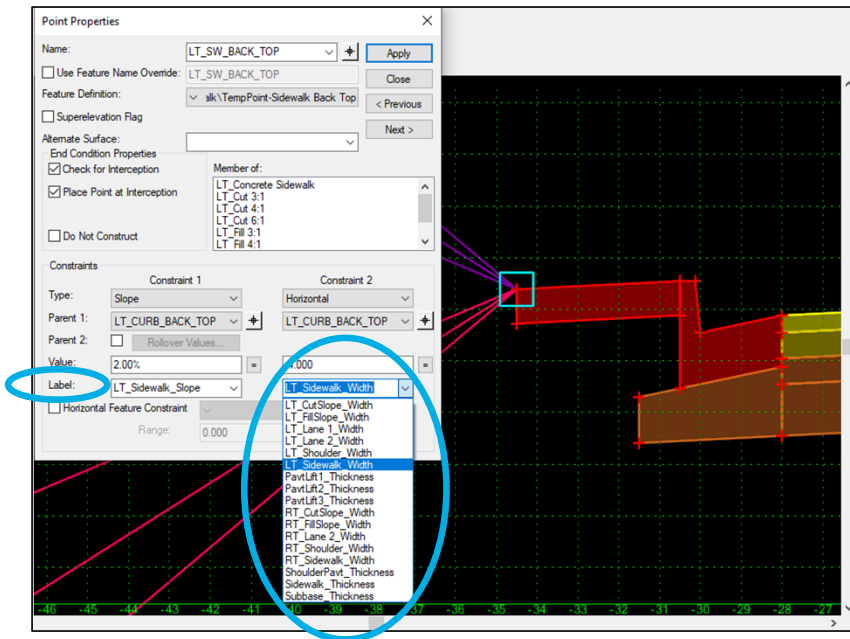 Point Properties
Name:
LT_SW_BACK_TOP
Apply
Use Feature Name Override:
LT_SW_BACK_TOP
Close
Feature Definition:
alk\TempPoint-Sidewalk Back Top
< Previous
Superelevation Flag
Next >
Alternate Surface:
End Condition Properties
Check for Interception
Place Point at Interception
Do Not Construct
Member of:
LT_Concrete Sidewalk
LT_Cut 3:1
LT_Cut 4:1
LT_Cut 6:1
LT_Fill 3:1
LT_Fill 4:1
Constraints
Constraint 1
Constraint 2
Type:
Slope
Horizontal
Parent 1:
LT_CURB_BACK_TOP
LT_CURB_BACK_TOP
Parent 2:
Rollover Values...
Value:
2.00%
=
4.000
=
Label:
LT_Sidewalk_Slope
LT_Sidewalk_Width
Horizontal Feature Constraint
Range:
0.000
LT_CutSlope_Width
LT_FillSlope_Width
LT_Lane 1_Width
LT_Lane 2_Width
LT_Shoulder_Width
LT_Sidewalk_Width
PavtLift1_Thickness
PavtLift2_Thickness
PavtLift3_Thickness
RT_CutSlope_Width
RT_FillSlope_Width
RT_Lane 2_Width
RT_Shoulder_Width
RT_Sidewalk_Width
ShoulderPavt_Thickness
Sidewalk_Thickness
Subbase_Thickness
-46 -45 -44 -43 -42 -41 -40 -39 -38 -37 -36 -35 -34 -33 -32 -31 -30 -29 -28 -27